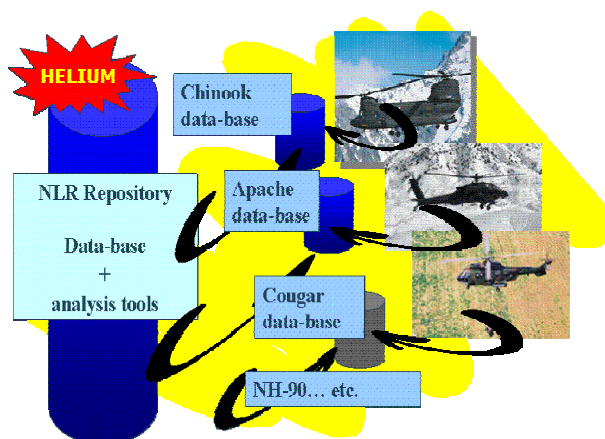 HELIUM
Chinook
data-base
NLR Repository
Data-base
+
analysis tools
Apache
data-base
Cougar
data-base
NH-90... etc.